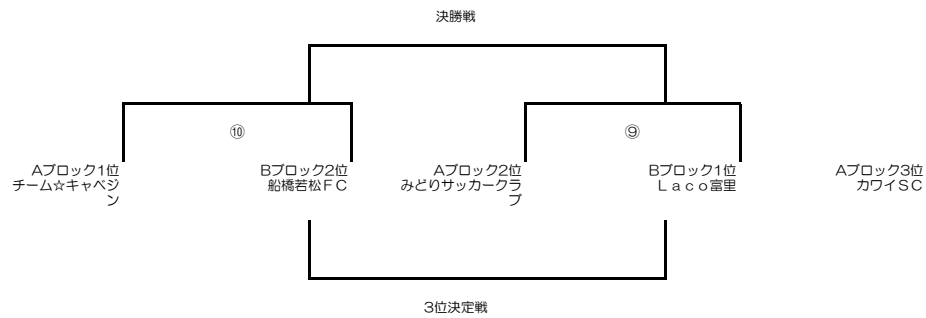 決勝戦
⑩
⑨
Aブロック1位
チーム☆キャベジ
ン
Bブロック2位
船橋若松ＦＣ
Aブロック2位
みどりサッカークラ
ブ
Bブロック1位
Ｌａｃｏ富里
Aブロック3位
カワイＳＣ
3位決定戦